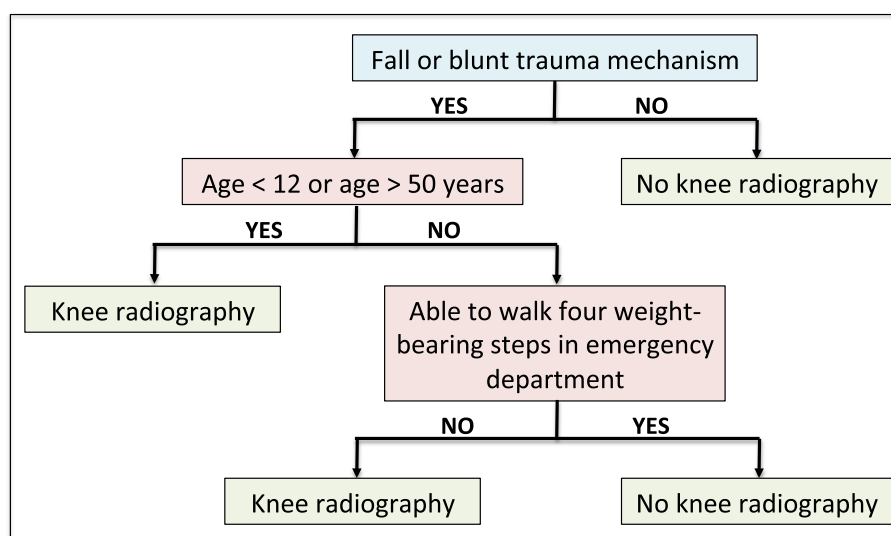 Fall or blunt trauma mechanism
YES
NO
Age < 12 or age > 50 years
No knee radiography
YES
NO
Knee radiography
Able to walk four weight-
bearing steps in emergency
department
NO
YES
Knee radiography
No knee radiography